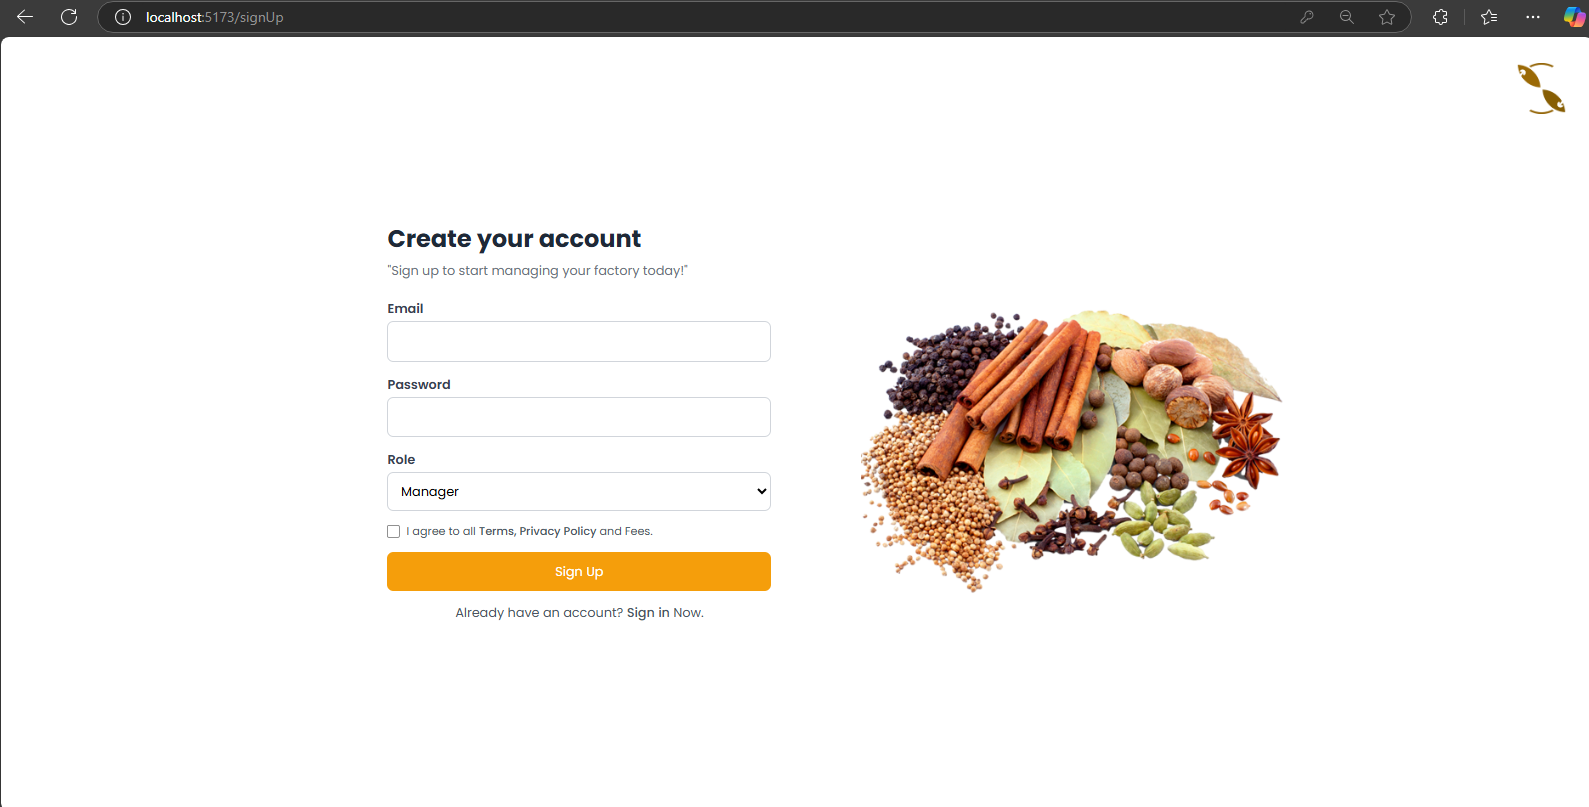 localhost:5173/signUp
Create your account
"Sign up to start managing your factory today!"
Email
Password
Role
Manager
I agree to all Terms, Privacy Policy and Fees.
Sign Up
Already have an account? Sign in Now.